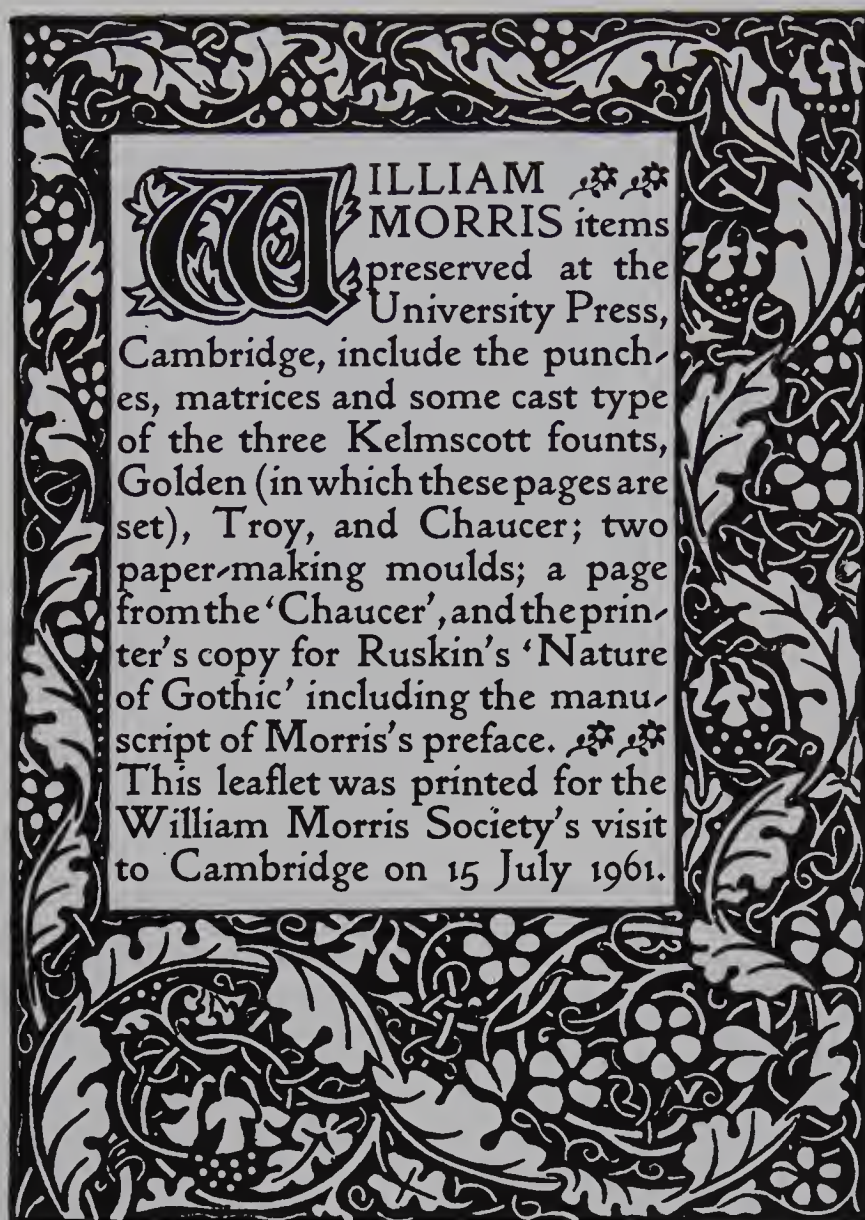 WILLIAM
MORRIS items
preserved at the
University Press,
Cambridge, include the punch-
es, matrices and some cast type
of the three Kelmscott founts,
Golden (in which these pages are
set), Troy, and Chaucer; two
paper-making moulds; a page
from the ‘Chaucer’, and the prin-
ter’s copy for Ruskin’s ‘Nature
of Gothic’ including the manu-
script of Morris’s preface.
This leaflet was printed for the
William Morris Society’s visit
to Cambridge on 15 July 1961.